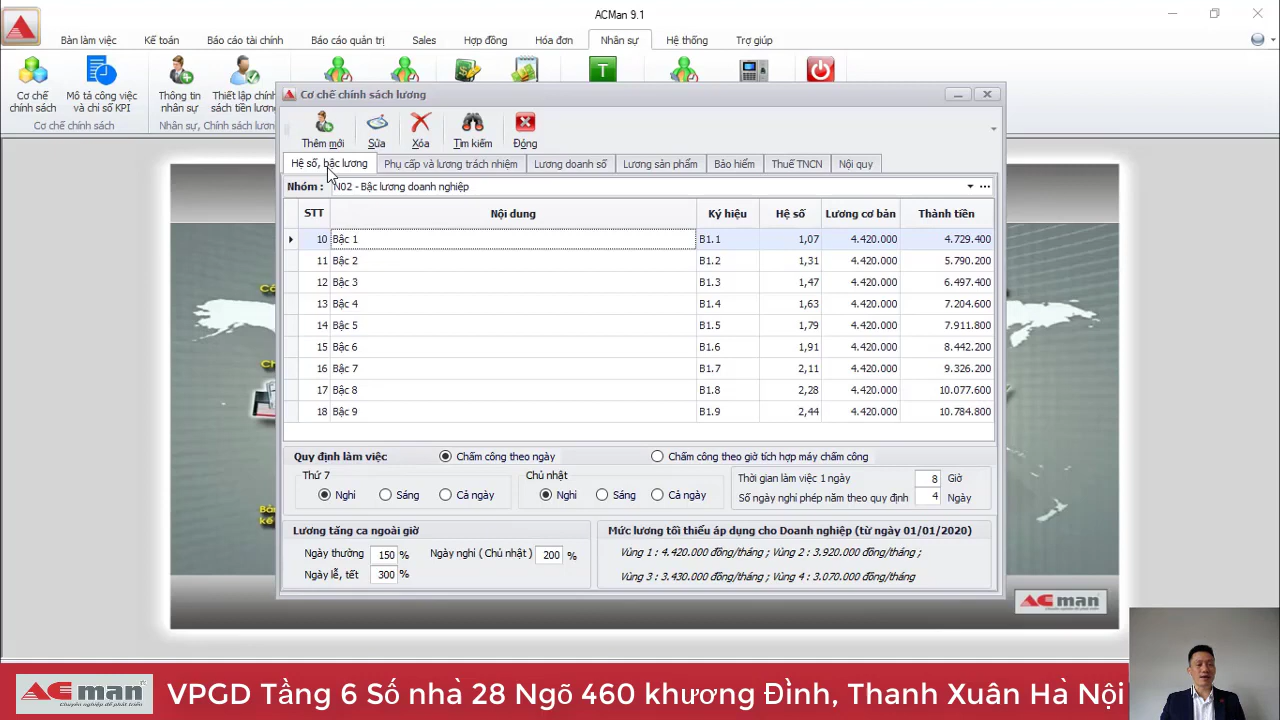 ACMan 9.1
Bàn làm việc Kế toán Báo cáo tài chính Báo cáo quản trị Sales Hợp đồng Hóa đơn Nhân sự Hệ thống Trợ giúp
Cơ chế chính sách
Mô tả công việc và chỉ số KPI
Thông tin nhân sự
Thiết lập chính sách tiền lương
Cơ chế chính sách
Nhân sự, Chính sách lương
Cơ chế chính sách lương
Thêm mới Sửa Xóa Tìm kiếm Đóng
Hệ số, bậc lương Phụ cấp và lương trách nhiệm Lương doanh số Lương sản phẩm Bảo hiểm Thuế TNCN Nội quy
Nhóm : N02 - Bậc lương doanh nghiệp
STT Nội dung Ký hiệu Hệ số Lương cơ bản Thành tiền
10 Bậc 1 B1.1 1,07 4.420.000 4.729.400
11 Bậc 2 B1.2 1,31 4.420.000 5.790.200
12 Bậc 3 B1.3 1,47 4.420.000 6.497.400
13 Bậc 4 B1.4 1,63 4.420.000 7.204.600
14 Bậc 5 B1.5 1,79 4.420.000 7.911.800
15 Bậc 6 B1.6 1,91 4.420.000 8.442.200
16 Bậc 7 B1.7 2,11 4.420.000 9.326.200
17 Bậc 8 B1.8 2,28 4.420.000 10.077.600
18 Bậc 9 B1.9 2,44 4.420.000 10.784.800
Quy định làm việc Chấm công theo ngày Chấm công theo giờ tích hợp máy chấm công
Thứ 7
Nghỉ Sáng Cả ngày
Chủ nhật
Nghỉ Sáng Cả ngày
Thời gian làm việc 1 ngày 8 Giờ
Số ngày nghỉ phép năm theo quy định 4 Ngày
Lương tăng ca ngoài giờ
Ngày thường 150 % Ngày nghỉ ( Chủ nhật ) 200 %
Ngày lễ, tết 300 %
Mức lương tối thiểu áp dụng cho Doanh nghiệp (từ ngày 01/01/2020)
Vùng 1 : 4.420.000 đồng/tháng ; Vùng 2 : 3.920.000 đồng/tháng ;
Vùng 3 : 3.430.000 đồng/tháng ; Vùng 4 : 3.070.000 đồng/tháng
ACman
Chuyên nghiệp để phát triển
ACman
Chuyên nghiệp để phát triển
VPGD Tầng 6 Số nhà 28 Ngõ 460 khương Đình, Thanh Xuân Hà Nội